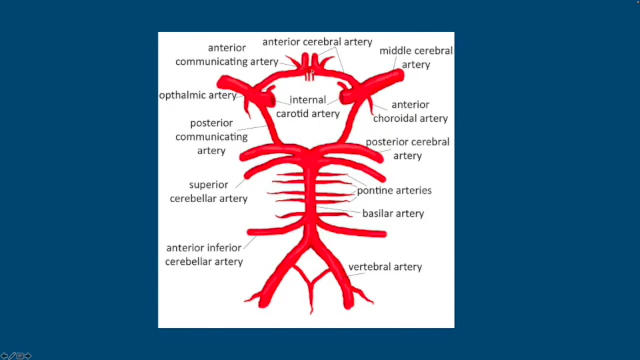 anterior cerebral artery
anterior
communicating artery
middle cerebral
artery
opthalmic artery
internal
carotid artery
anterior
choroidal artery
posterior
communicating
artery
posterior cerebral
artery
superior
cerebellar artery
pontine arteries
basilar artery
anterior inferior
cerebellar artery
vertebral artery